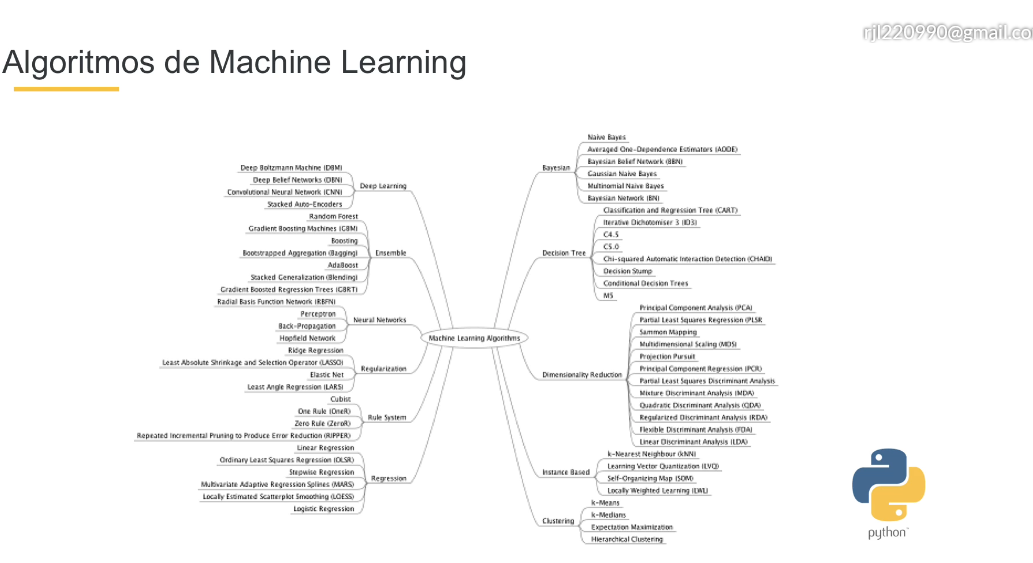 rjl220990@gmail.co
Algoritmos de Machine Learning
Deep Boltzmann Machine (DBM)
Deep Belief Networks (DBN)
Convolutional Neural Network (CNN)
Stacked Auto-Encoders
Deep Learning
Random Forest
Gradient Boosting Machines (GBM)
Boosting
Bootstrapped Aggregation (Bagging)
AdaBoost
Stacked Generalization (Blending)
Gradient Boosted Regression Trees (GBRT)
Ensemble
Radial Basis Function Network (RBFN)
Perceptron
Back-Propagation
Hopfield Network
Neural Networks
Ridge Regression
Least Absolute Shrinkage and Selection Operator (LASSO)
Elastic Net
Least Angle Regression (LARS)
Regularization
Cubist
One Rule (OneR)
Zero Rule (ZeroR)
Repeated Incremental Pruning to Produce Error Reduction (RIPPER)
Rule System
Linear Regression
Ordinary Least Squares Regression (OLSR)
Stepwise Regression
Multivariate Adaptive Regression Splines (MARS)
Locally Estimated Scatterplot Smoothing (LOESS)
Logistic Regression
Regression
Machine Learning Algorithms
Bayesian
Naive Bayes
Averaged One-Dependence Estimators (AODE)
Bayesian Belief Network (BBN)
Gaussian Naive Bayes
Multinomial Naive Bayes
Bayesian Network (BN)
Decision Tree
Classification and Regression Tree (CART)
Iterative Dichotomiser 3 (ID3)
C4.5
C5.0
Chi-squared Automatic Interaction Detection (CHAID)
Decision Stump
Conditional Decision Trees
M5
Dimensionality Reduction
Principal Component Analysis (PCA)
Partial Least Squares Regression (PLSR
Sammon Mapping
Multidimensional Scaling (MDS)
Projection Pursuit
Principal Component Regression (PCR)
Partial Least Squares Discriminant Analysis
Mixture Discriminant Analysis (MDA)
Quadratic Discriminant Analysis (QDA)
Regularized Discriminant Analysis (RDA)
Flexible Discriminant Analysis (FDA)
Linear Discriminant Analysis (LDA)
Instance Based
k-Nearest Neighbour (kNN)
Learning Vector Quantization (LVQ)
Self-Organizing Map (SOM)
Locally Weighted Learning (LWL)
Clustering
k-Means
k-Medians
Expectation Maximization
Hierarchical Clustering
python